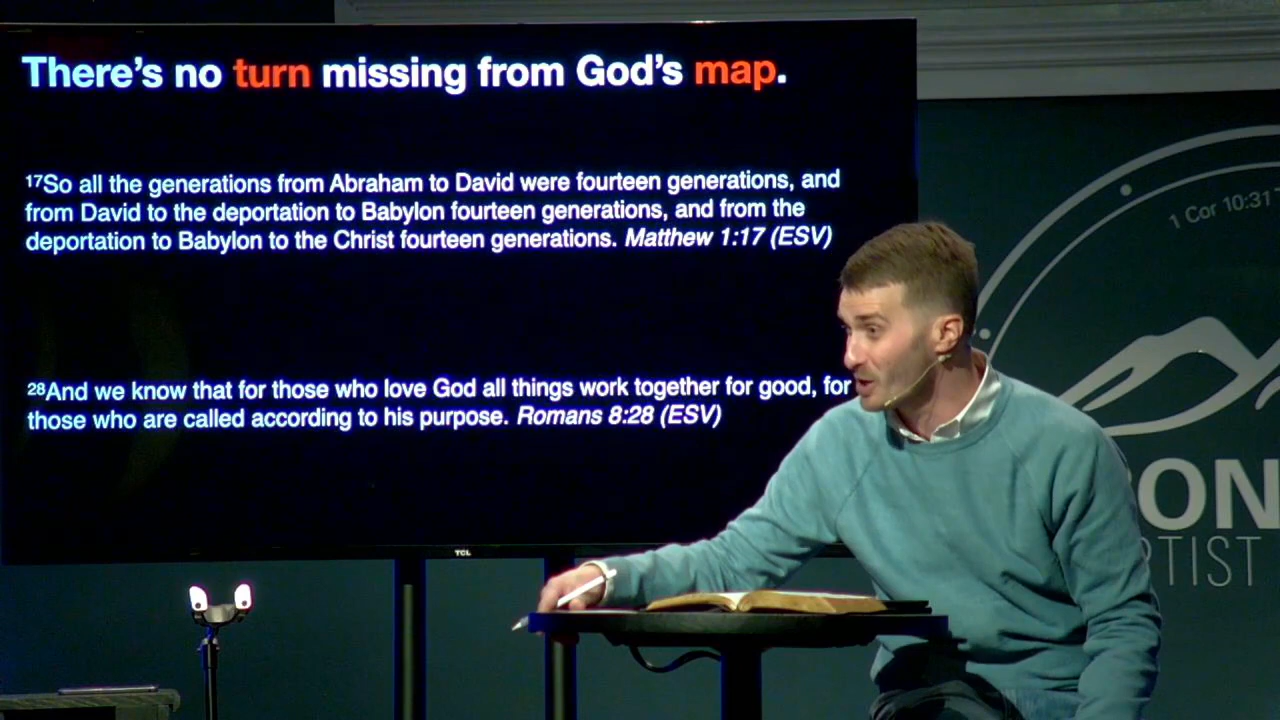 There's no turn missing from God's map.
17So all the generations from Abraham to David were fourteen generations, and
from David to the deportation to Babylon fourteen generations, and from the
deportation to Babylon to the Christ fourteen generations. Matthew 1:17 (ESV)
28And we know that for those who love God all things work together for good, for
those who are called according to his purpose. Romans 8:28 (ESV)
TCL
1 Cor 10:31